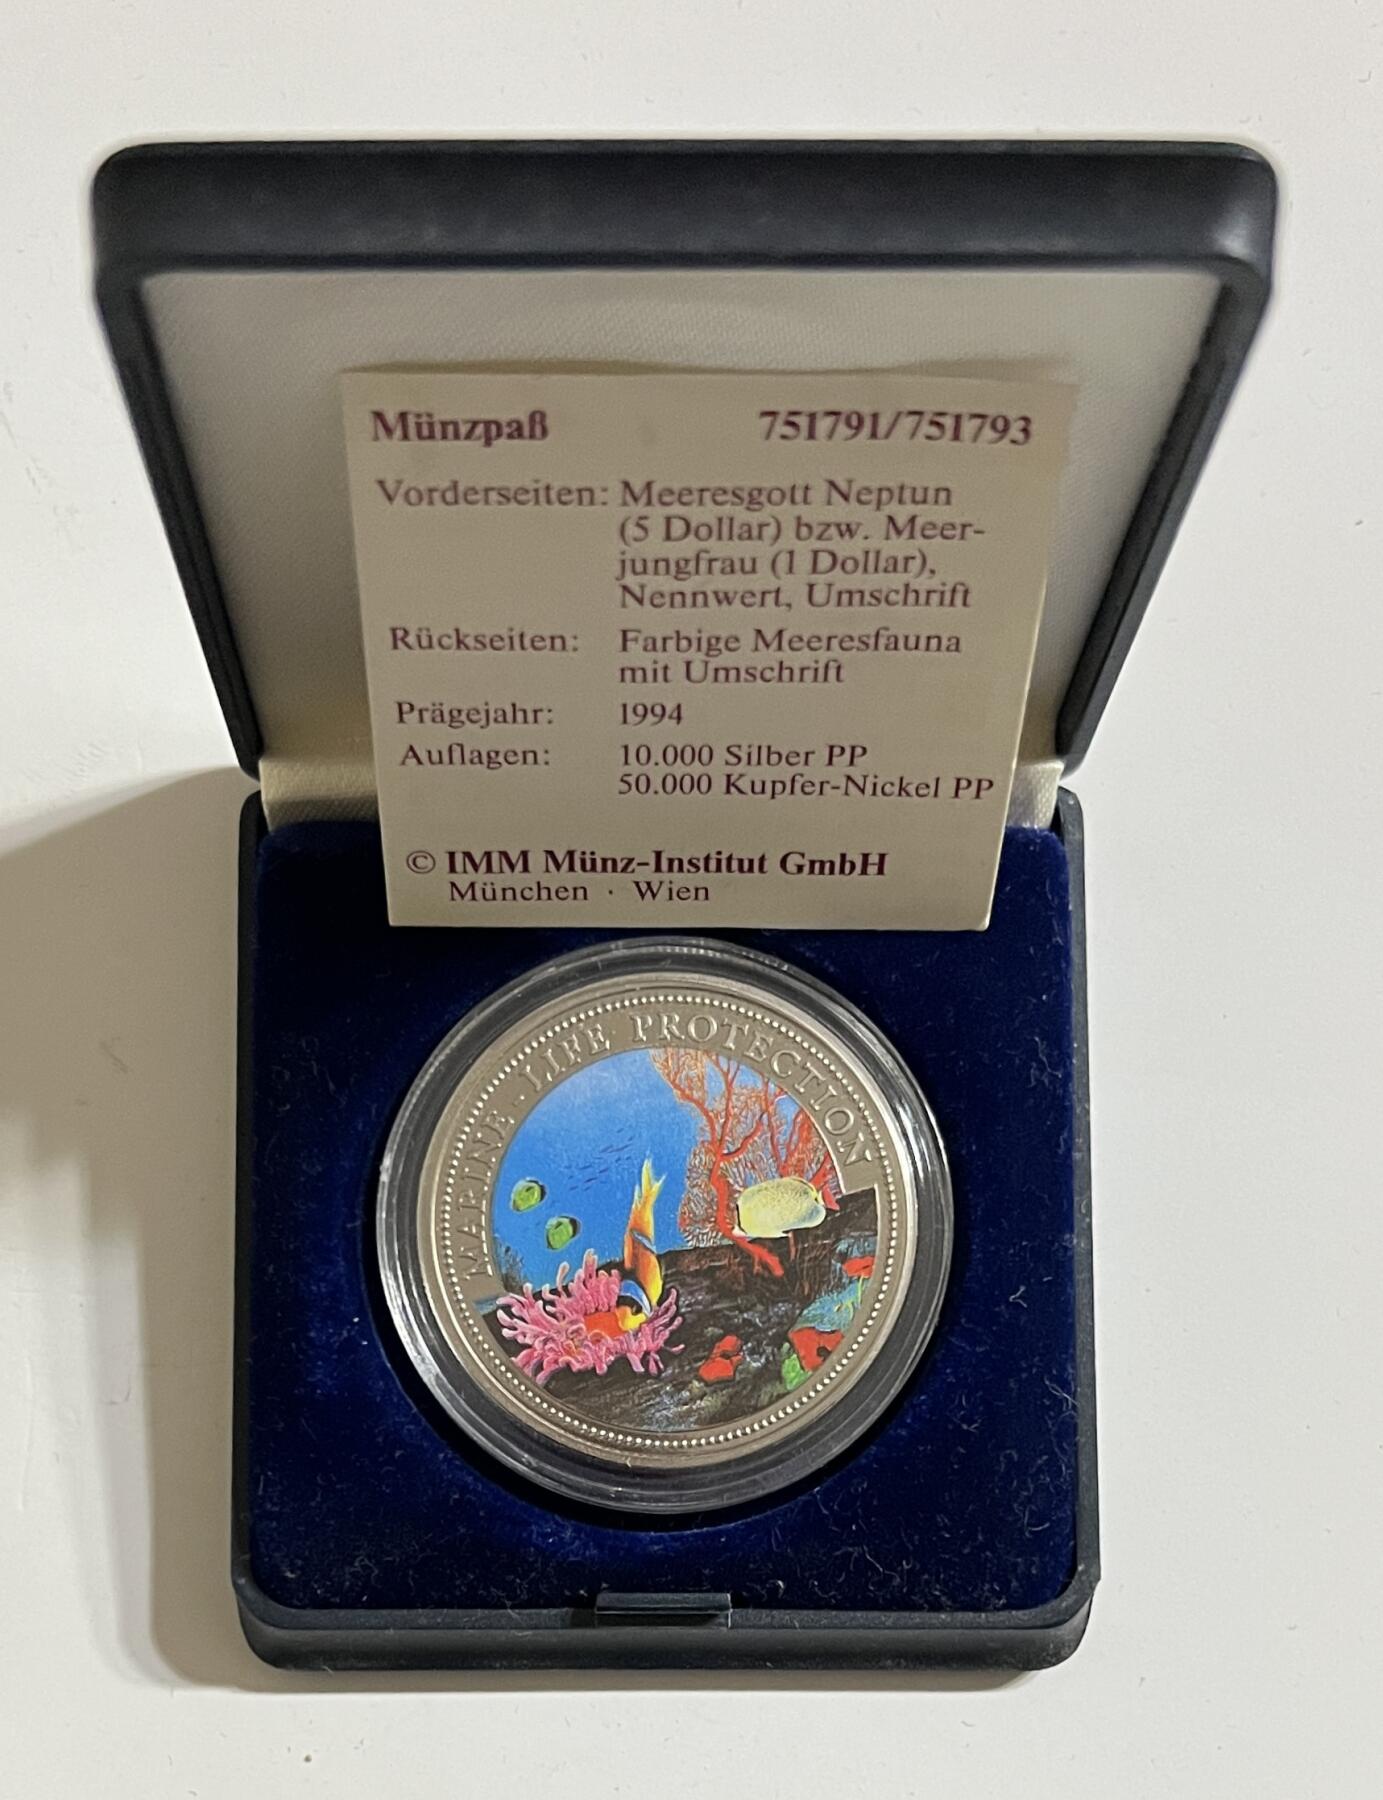 Münzpaß 751791/751793
Vorderseiten: Meeresgott Neptun
(5 Dollar) bzw. Meer-
jungfrau (1 Dollar),
Nennwert, Umschrift
Rückseiten: Farbige Meeresfauna
mit Umschrift
Prägejahr: 1994
Auflagen: 10.000 Silber PP
50.000 Kupfer-Nickel PP
© IMM Münz-Institut GmbH
München · Wien
MARINE - LIFE PROTECTION